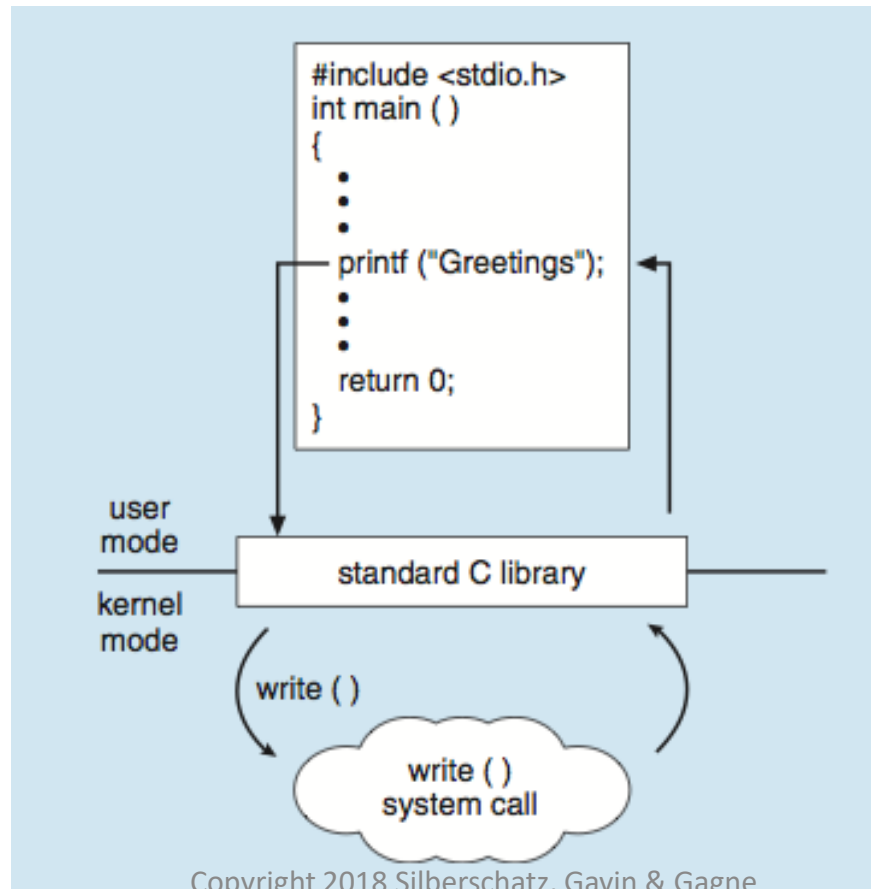 #include <stdio.h>
int main ( )
{
•
•
•
printf ("Greetings");
•
•
•
return 0;
}
user
mode
standard C library
kernel
mode
write ( )
write ( )
system call
Copyright 2018 Silberschatz, Gavin & Gagne